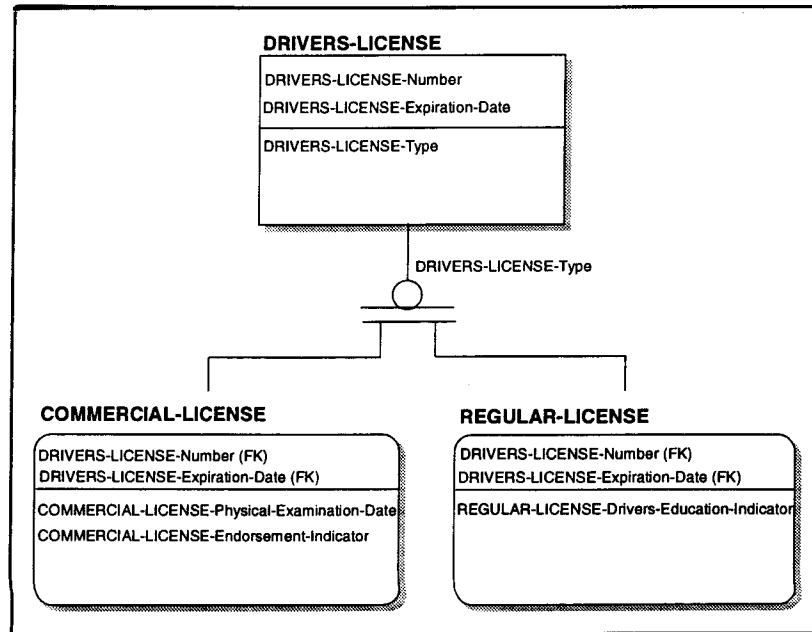 DRIVERS-LICENSE
DRIVERS-LICENSE-Number
DRIVERS-LICENSE-Expiration-Date
DRIVERS-LICENSE-Type
DRIVERS-LICENSE-Type
COMMERCIAL-LICENSE
DRIVERS-LICENSE-Number (FK)
DRIVERS-LICENSE-Expiration-Date (FK)
COMMERCIAL-LICENSE-Physical-Examination-Date
COMMERCIAL-LICENSE-Endorsement-Indicator
REGULAR-LICENSE
DRIVERS-LICENSE-Number (FK)
DRIVERS-LICENSE-Expiration-Date (FK)
REGULAR-LICENSE-Drivers-Education-Indicator